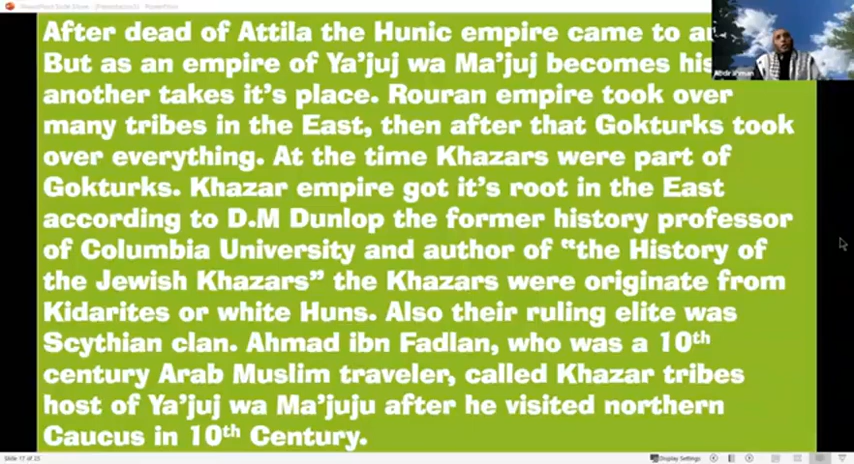 After dead of Attila the Hunic empire came to
But as an empire of Ya'juj wa Ma'juj becomes
another takes it's place. Rouran empire took over
many tribes in the East, then after that Gokturks took
over everything. At the time Khazars were part of
Gokturks. Khazar empire got it's root in the East
according to D.M Dunlop the former history professor
of Columbia University and author of “the History of
the Jewish Khazars” the Khazars were originate from
Kidarites or white Huns. Also their ruling elite was
Scythian clan. Ahmad ibn Fadlan, who was a 10th
century Arab Muslim traveler, called Khazar tribes
host of Ya'juj wa Ma'juju after he visited northern
Caucus in 10th Century.
Slide 17 of 25
Display Settings